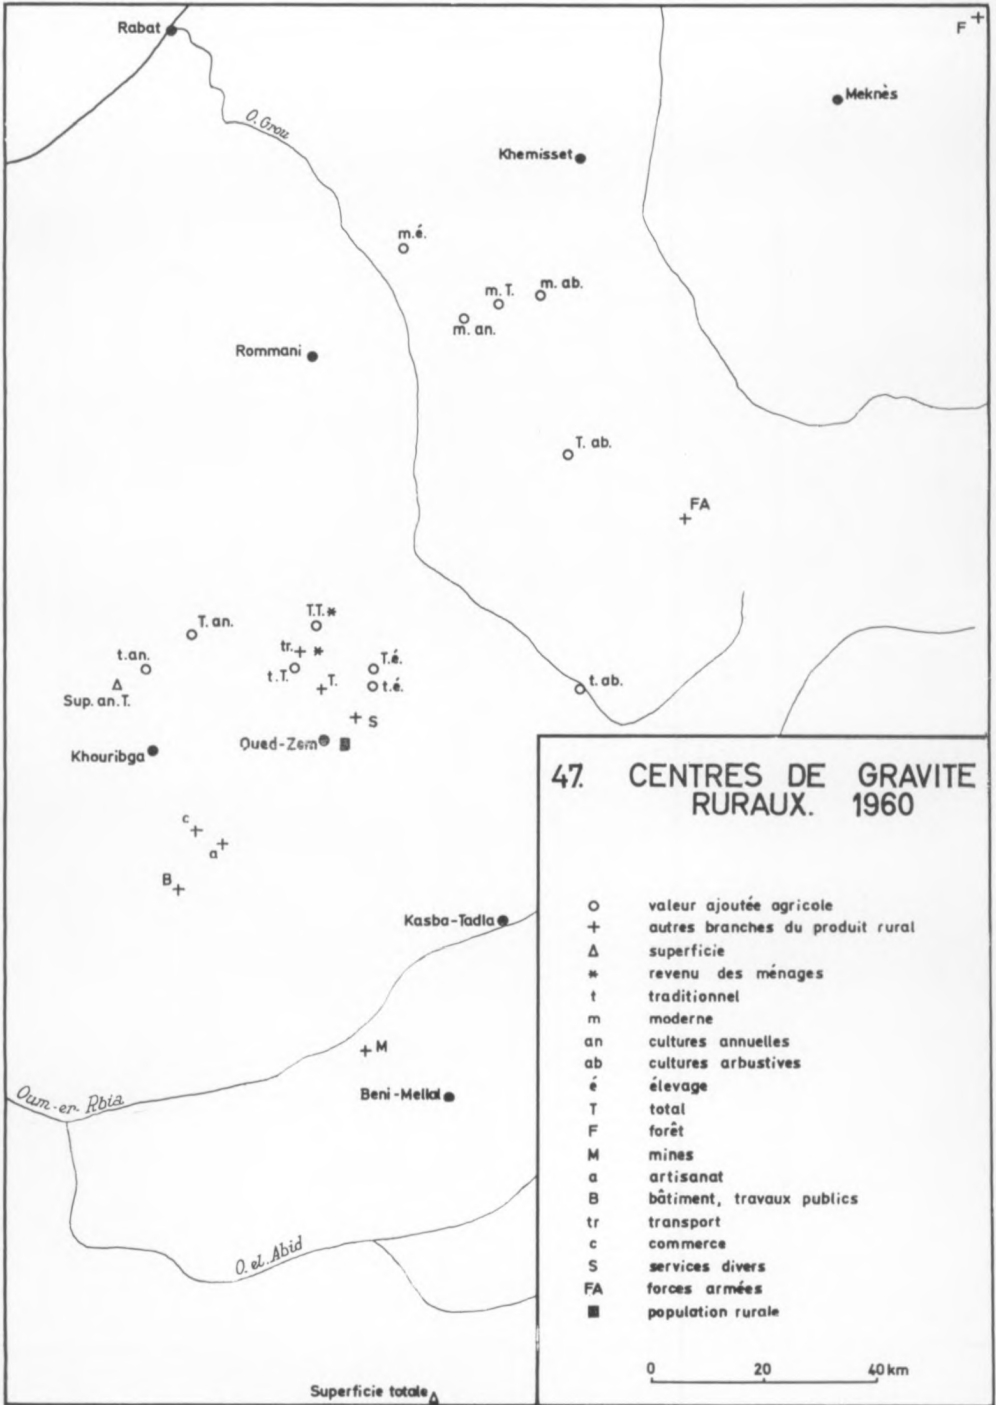 Rabat
F
Meknès
O. Grou
Khemisset
m.é.
m. ab.
m. T.
m. an.
Rommani
T. ab.
FA
T.T.
T. an.
tr.
t.an.
t.T.
T.é.
T.
t.é.
t. ab.
Sup. an. T.
S
Oued-Zem
Khouribga
c
a
B
Kasba-Tadla
M
Beni-Mellal
Oum-er-Rbia
O. el. Abid
Superficie totale
47. CENTRES DE GRAVITE
RURAUX. 1960
valeur ajoutée agricole
autres branches du produit rural
superficie
revenu des ménages
t traditionnel
m moderne
an cultures annuelles
ab cultures arbustives
é élevage
T total
F forêt
M mines
a artisanat
B bâtiment, travaux publics
tr transport
c commerce
S services divers
FA forces armées
population rurale
0 20 40 km